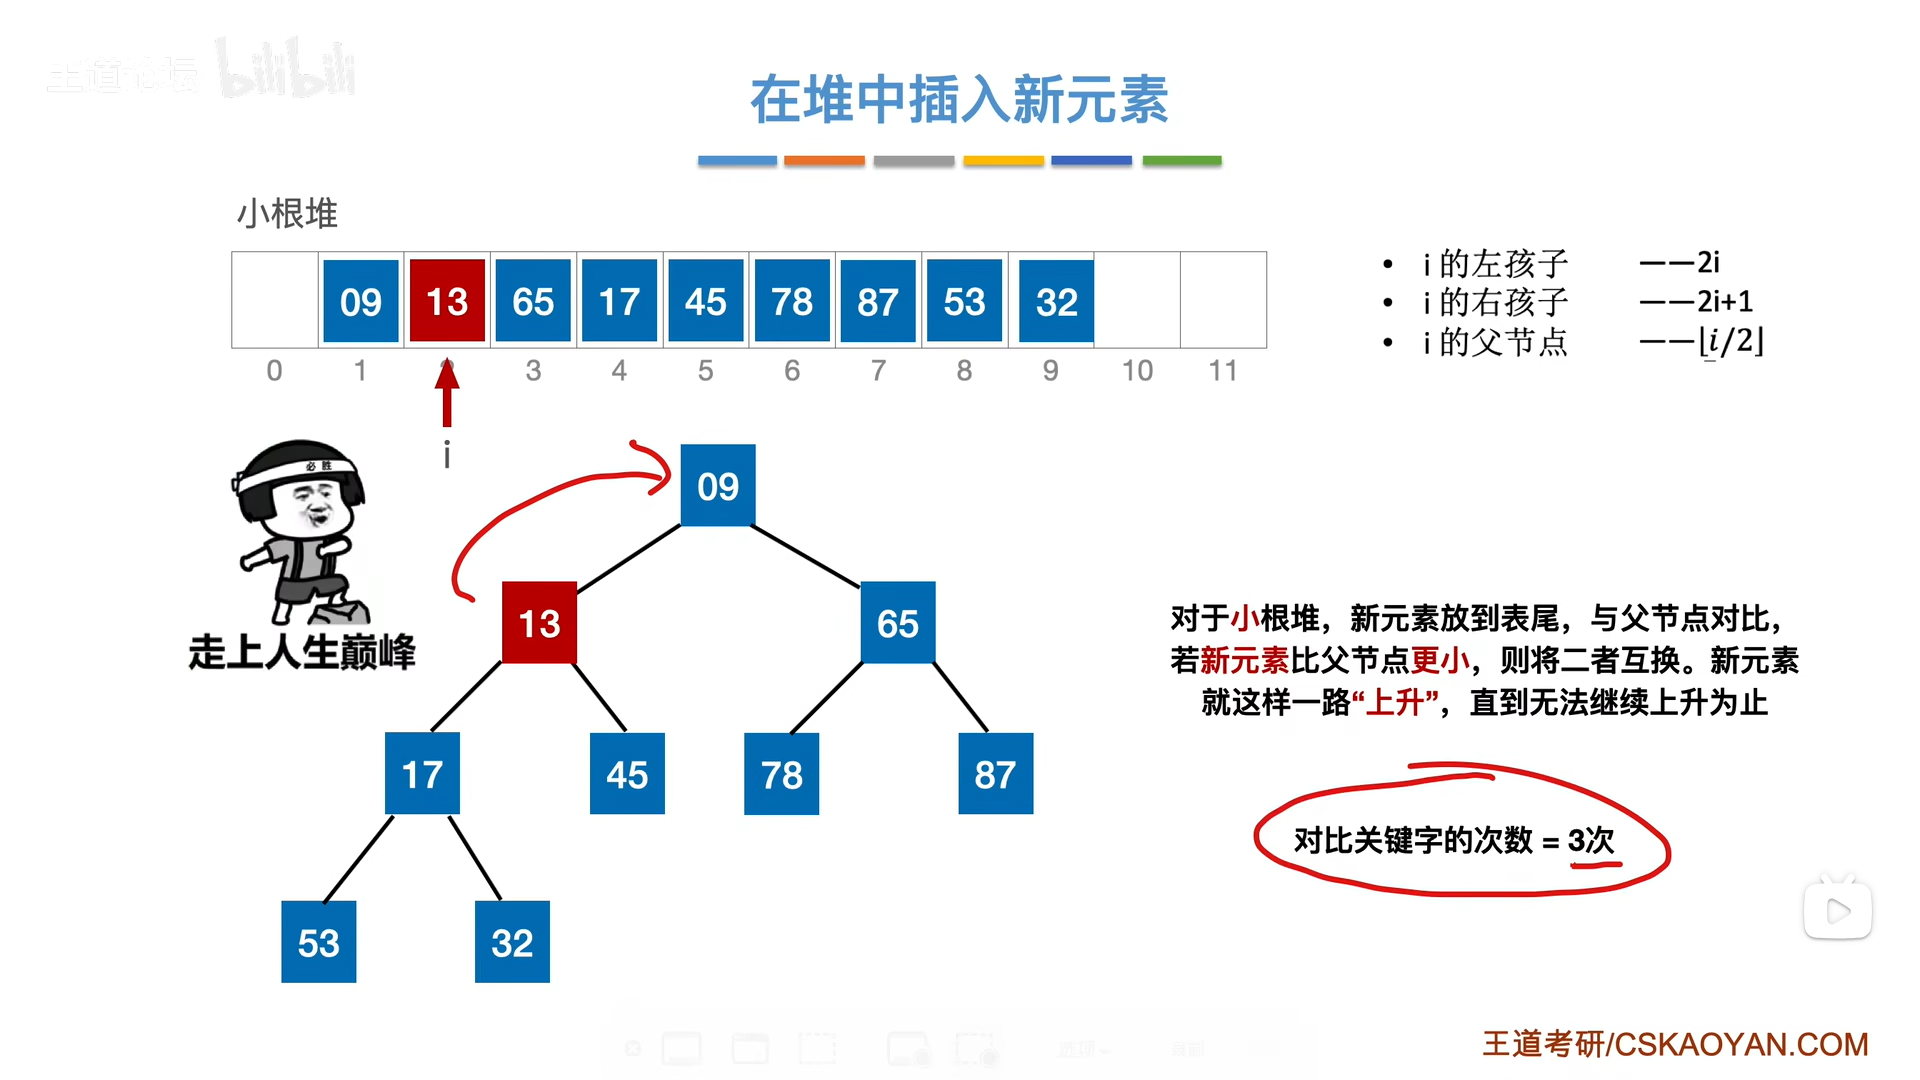 王道论坛 bilibili
在堆中插入新元素
小根堆
09 13 65 17 45 78 87 53 32
0 1 3 4 5 6 7 8 9 10 11
i
• i 的左孩子 ——2i
• i 的右孩子 ——2i+1
• i 的父节点 ——⌊i/2⌋
必胜
走上人生巅峰
09
13 65
17 45 78 87
53 32
对于小根堆，新元素放到表尾，与父节点对比，
若新元素比父节点更小，则将二者互换。新元素
就这样一路“上升”，直到无法继续上升为止
对比关键字的次数 = 3次
王道考研/CSKAOYAN.COM